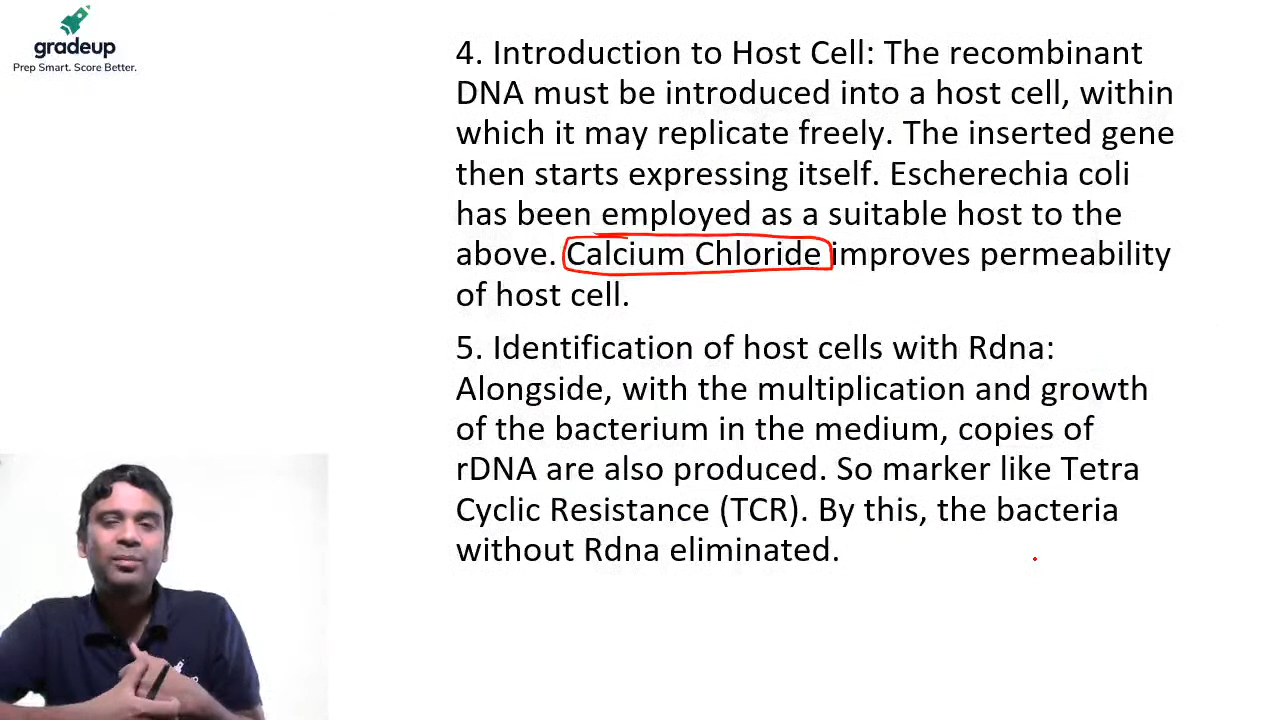 gradeup
Prep Smart. Score Better.
4. Introduction to Host Cell: The recombinant
DNA must be introduced into a host cell, within
which it may replicate freely. The inserted gene
then starts expressing itself. Escherechia coli
has been employed as a suitable host to the
above. Calcium Chloride improves permeability
of host cell.
5. Identification of host cells with Rdna:
Alongside, with the multiplication and growth
of the bacterium in the medium, copies of
rDNA are also produced. So marker like Tetra
Cyclic Resistance (TCR). By this, the bacteria
without Rdna eliminated.